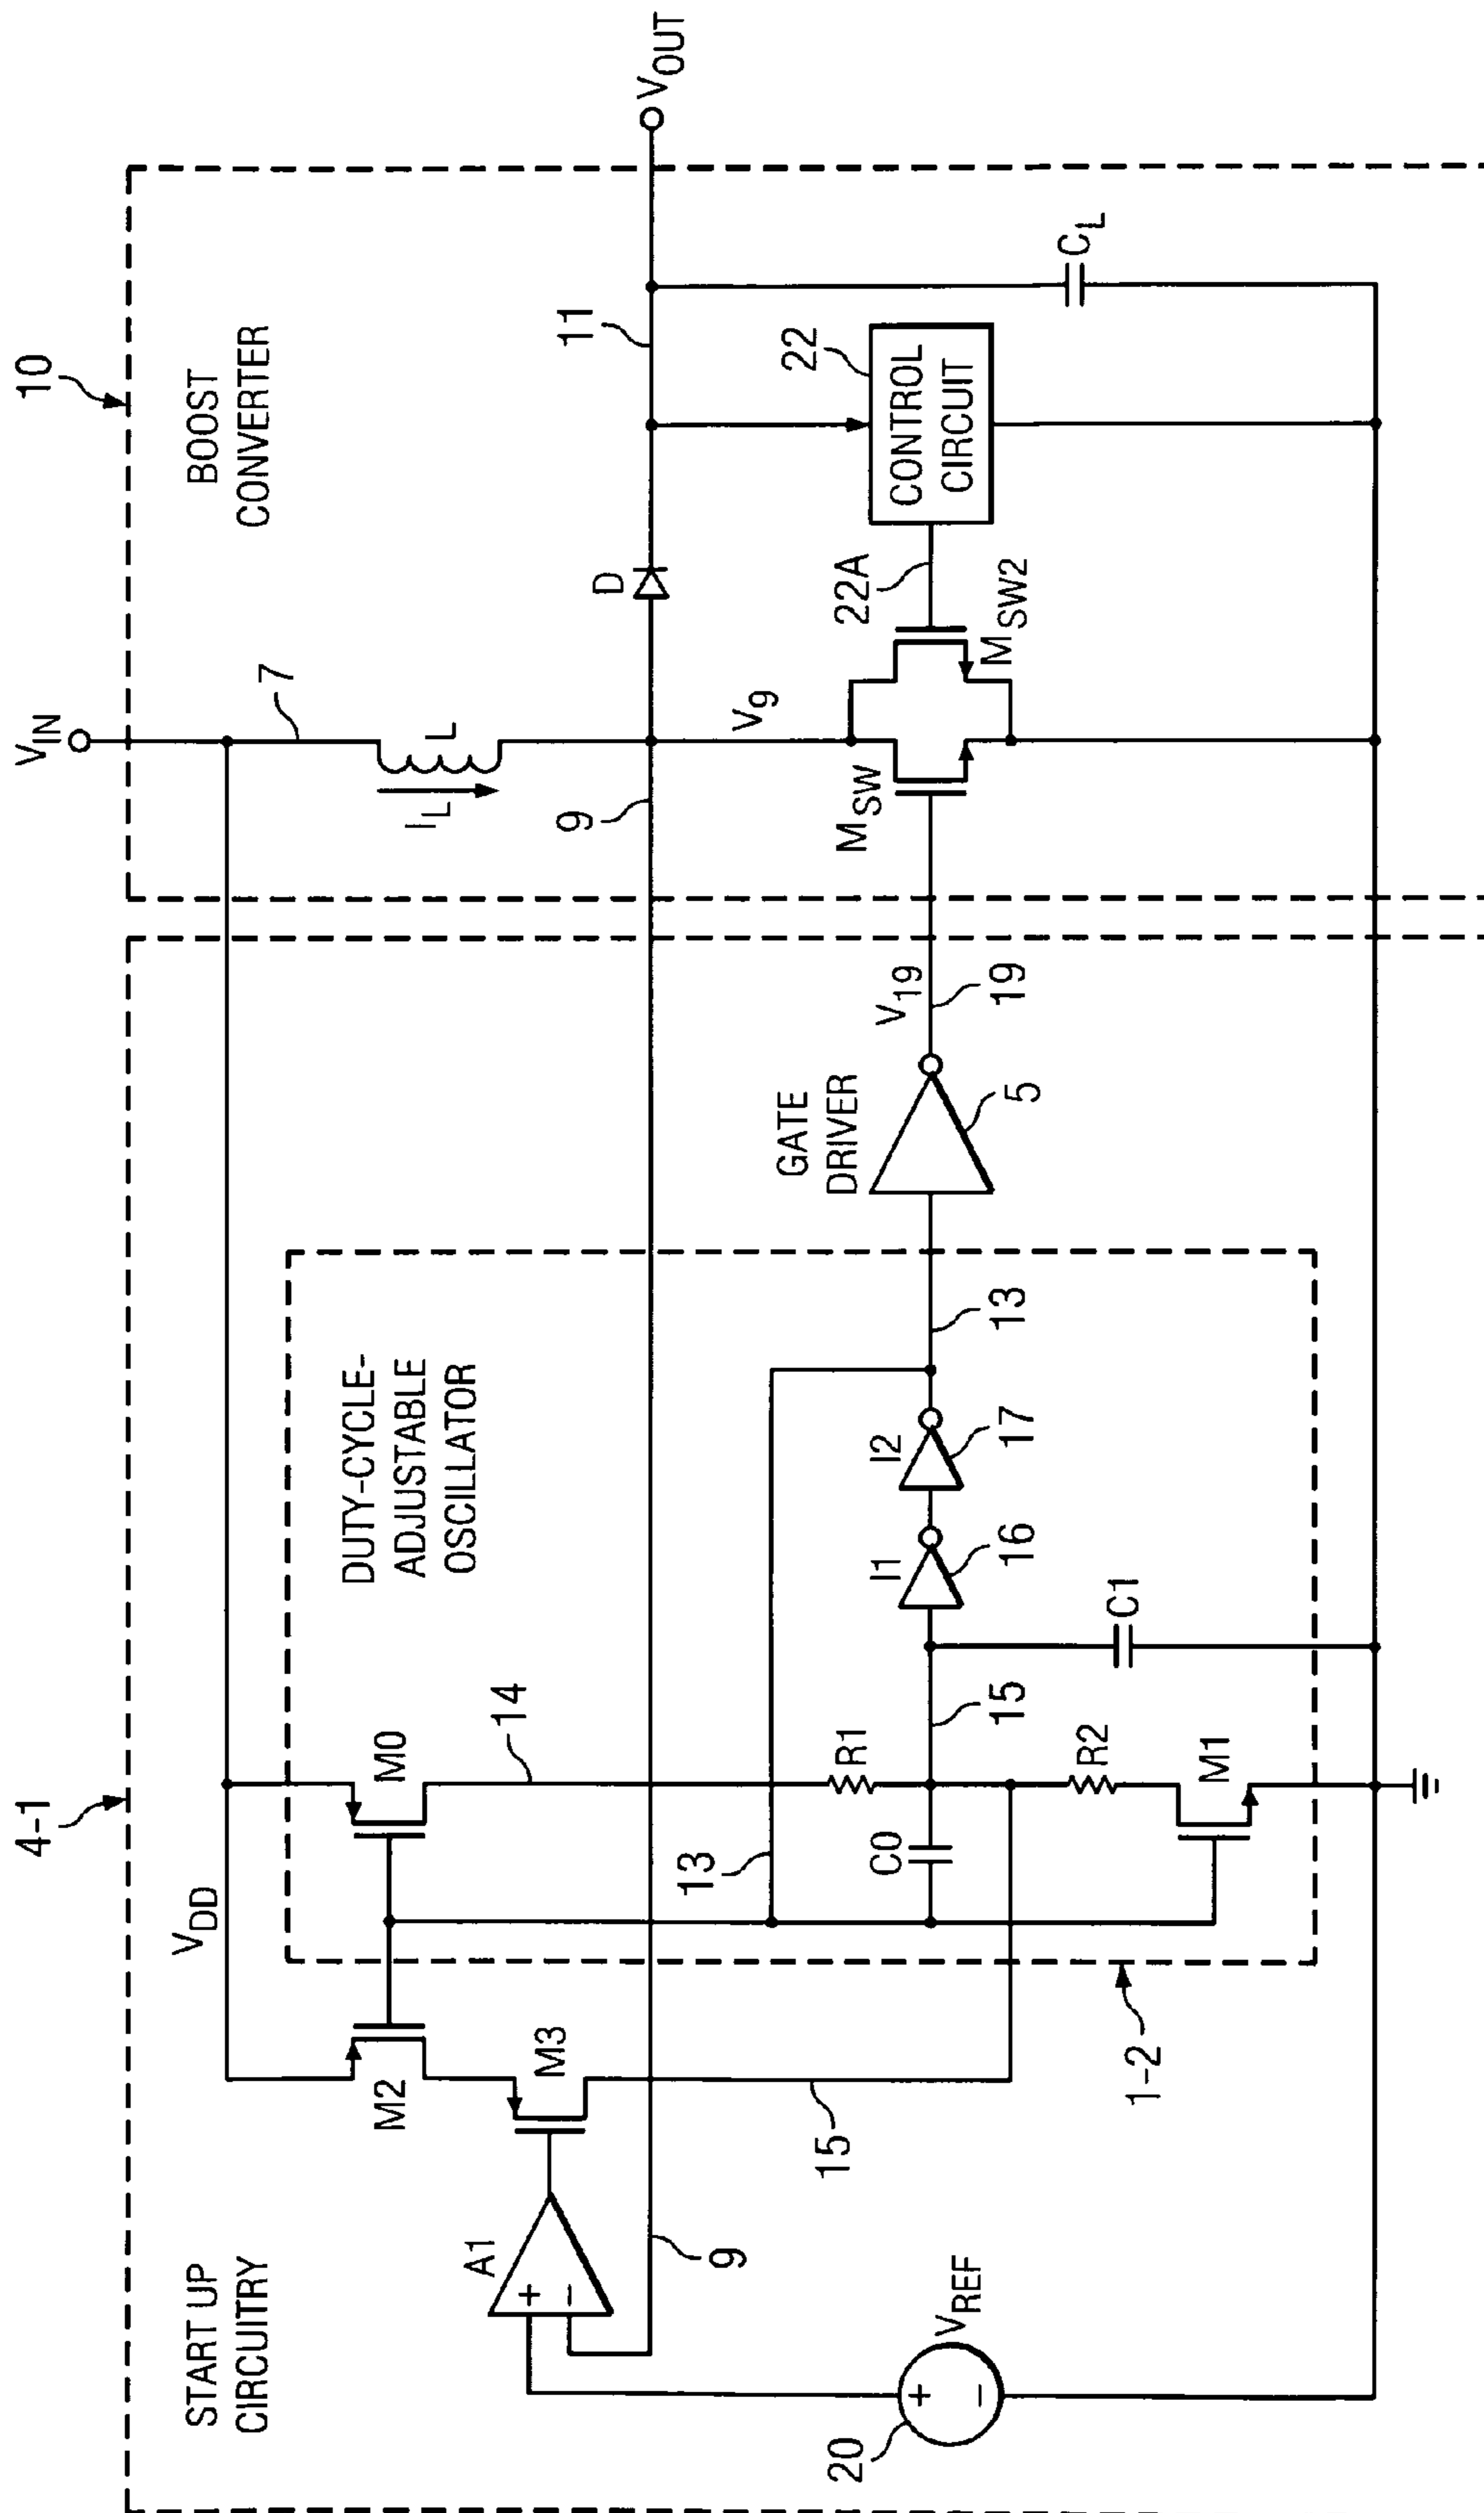 4-1
10
START UP
CIRCUITRY
V_DD
V_IN
BOOST
CONVERTER
7
DUTY-CYCLE-
ADJUSTABLE
OSCILLATOR
M2
M0
I_L
L
A1
+
−
M3
14
9
D
11
V_OUT
9
13
V_9
15
R1
C0
GATE
DRIVER
V_19
M_SW
22A
22
CONTROL
CIRCUIT
20
+
−
V_REF
15
I1
I2
16
17
13
5
19
M_SW2
C_L
1-2
R2
C1
M1